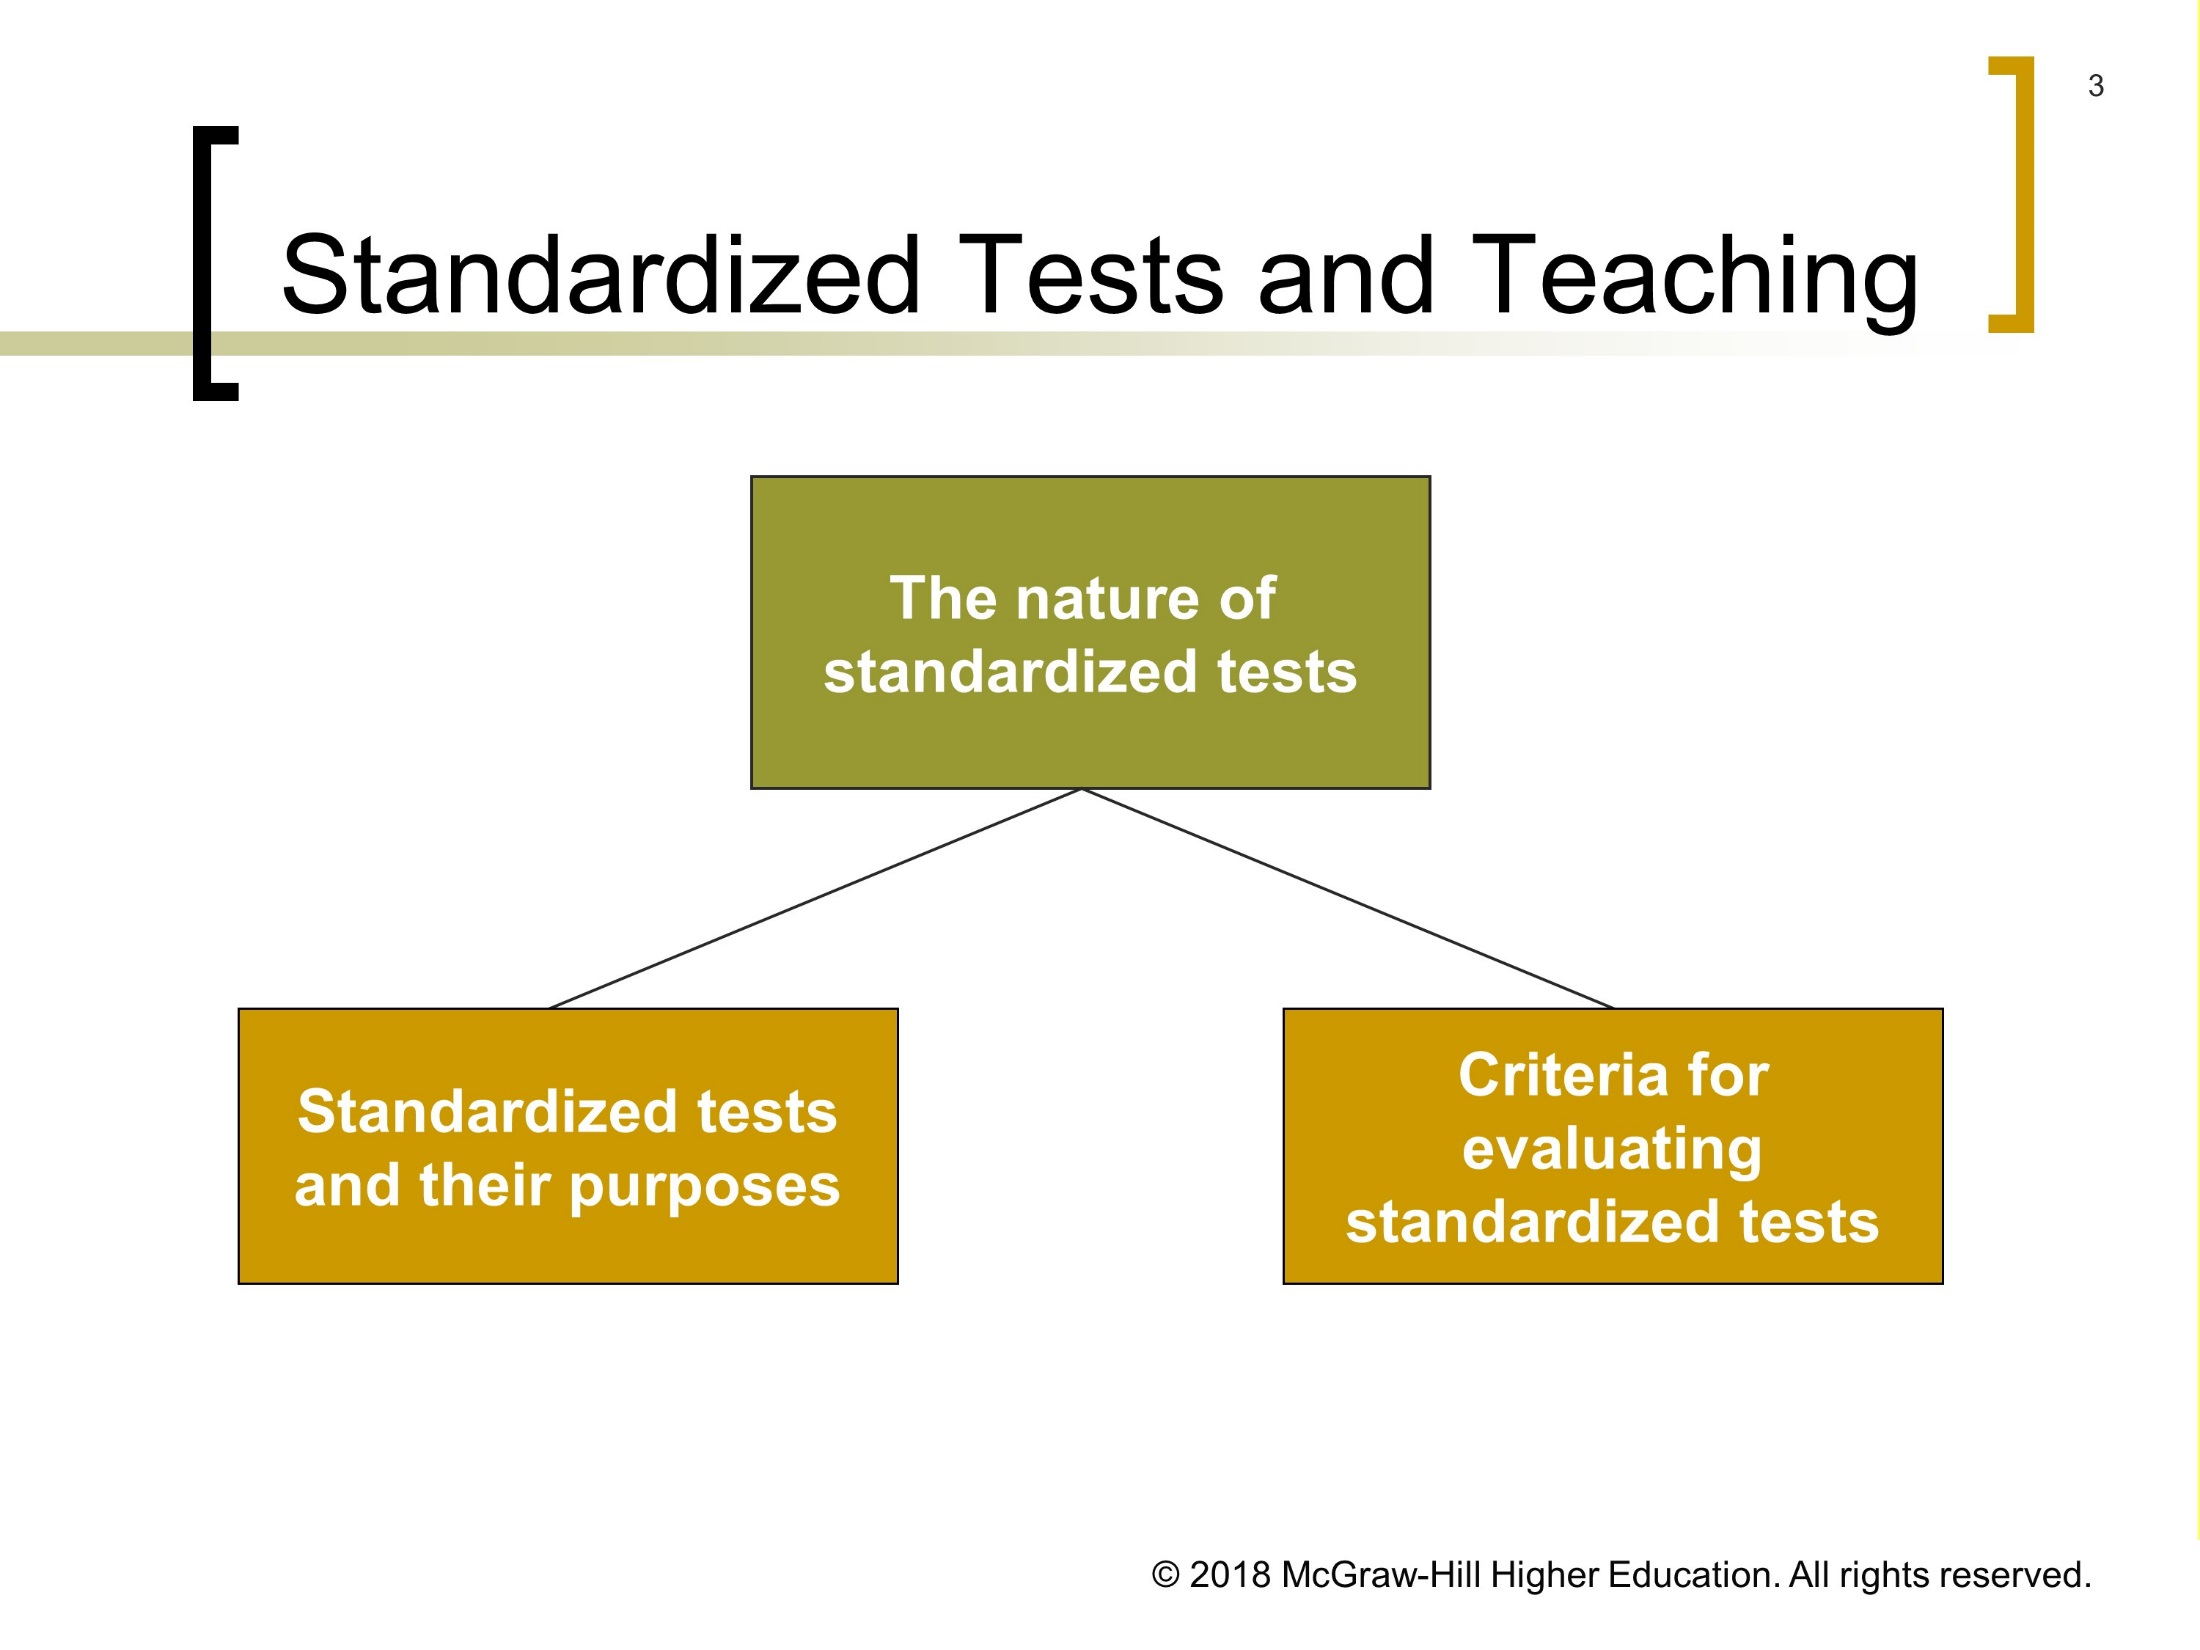 3
Standardized Tests and Teaching
The nature of
standardized tests
Standardized tests
and their purposes
Criteria for
evaluating
standardized tests
© 2018 McGraw-Hill Higher Education. All rights reserved.